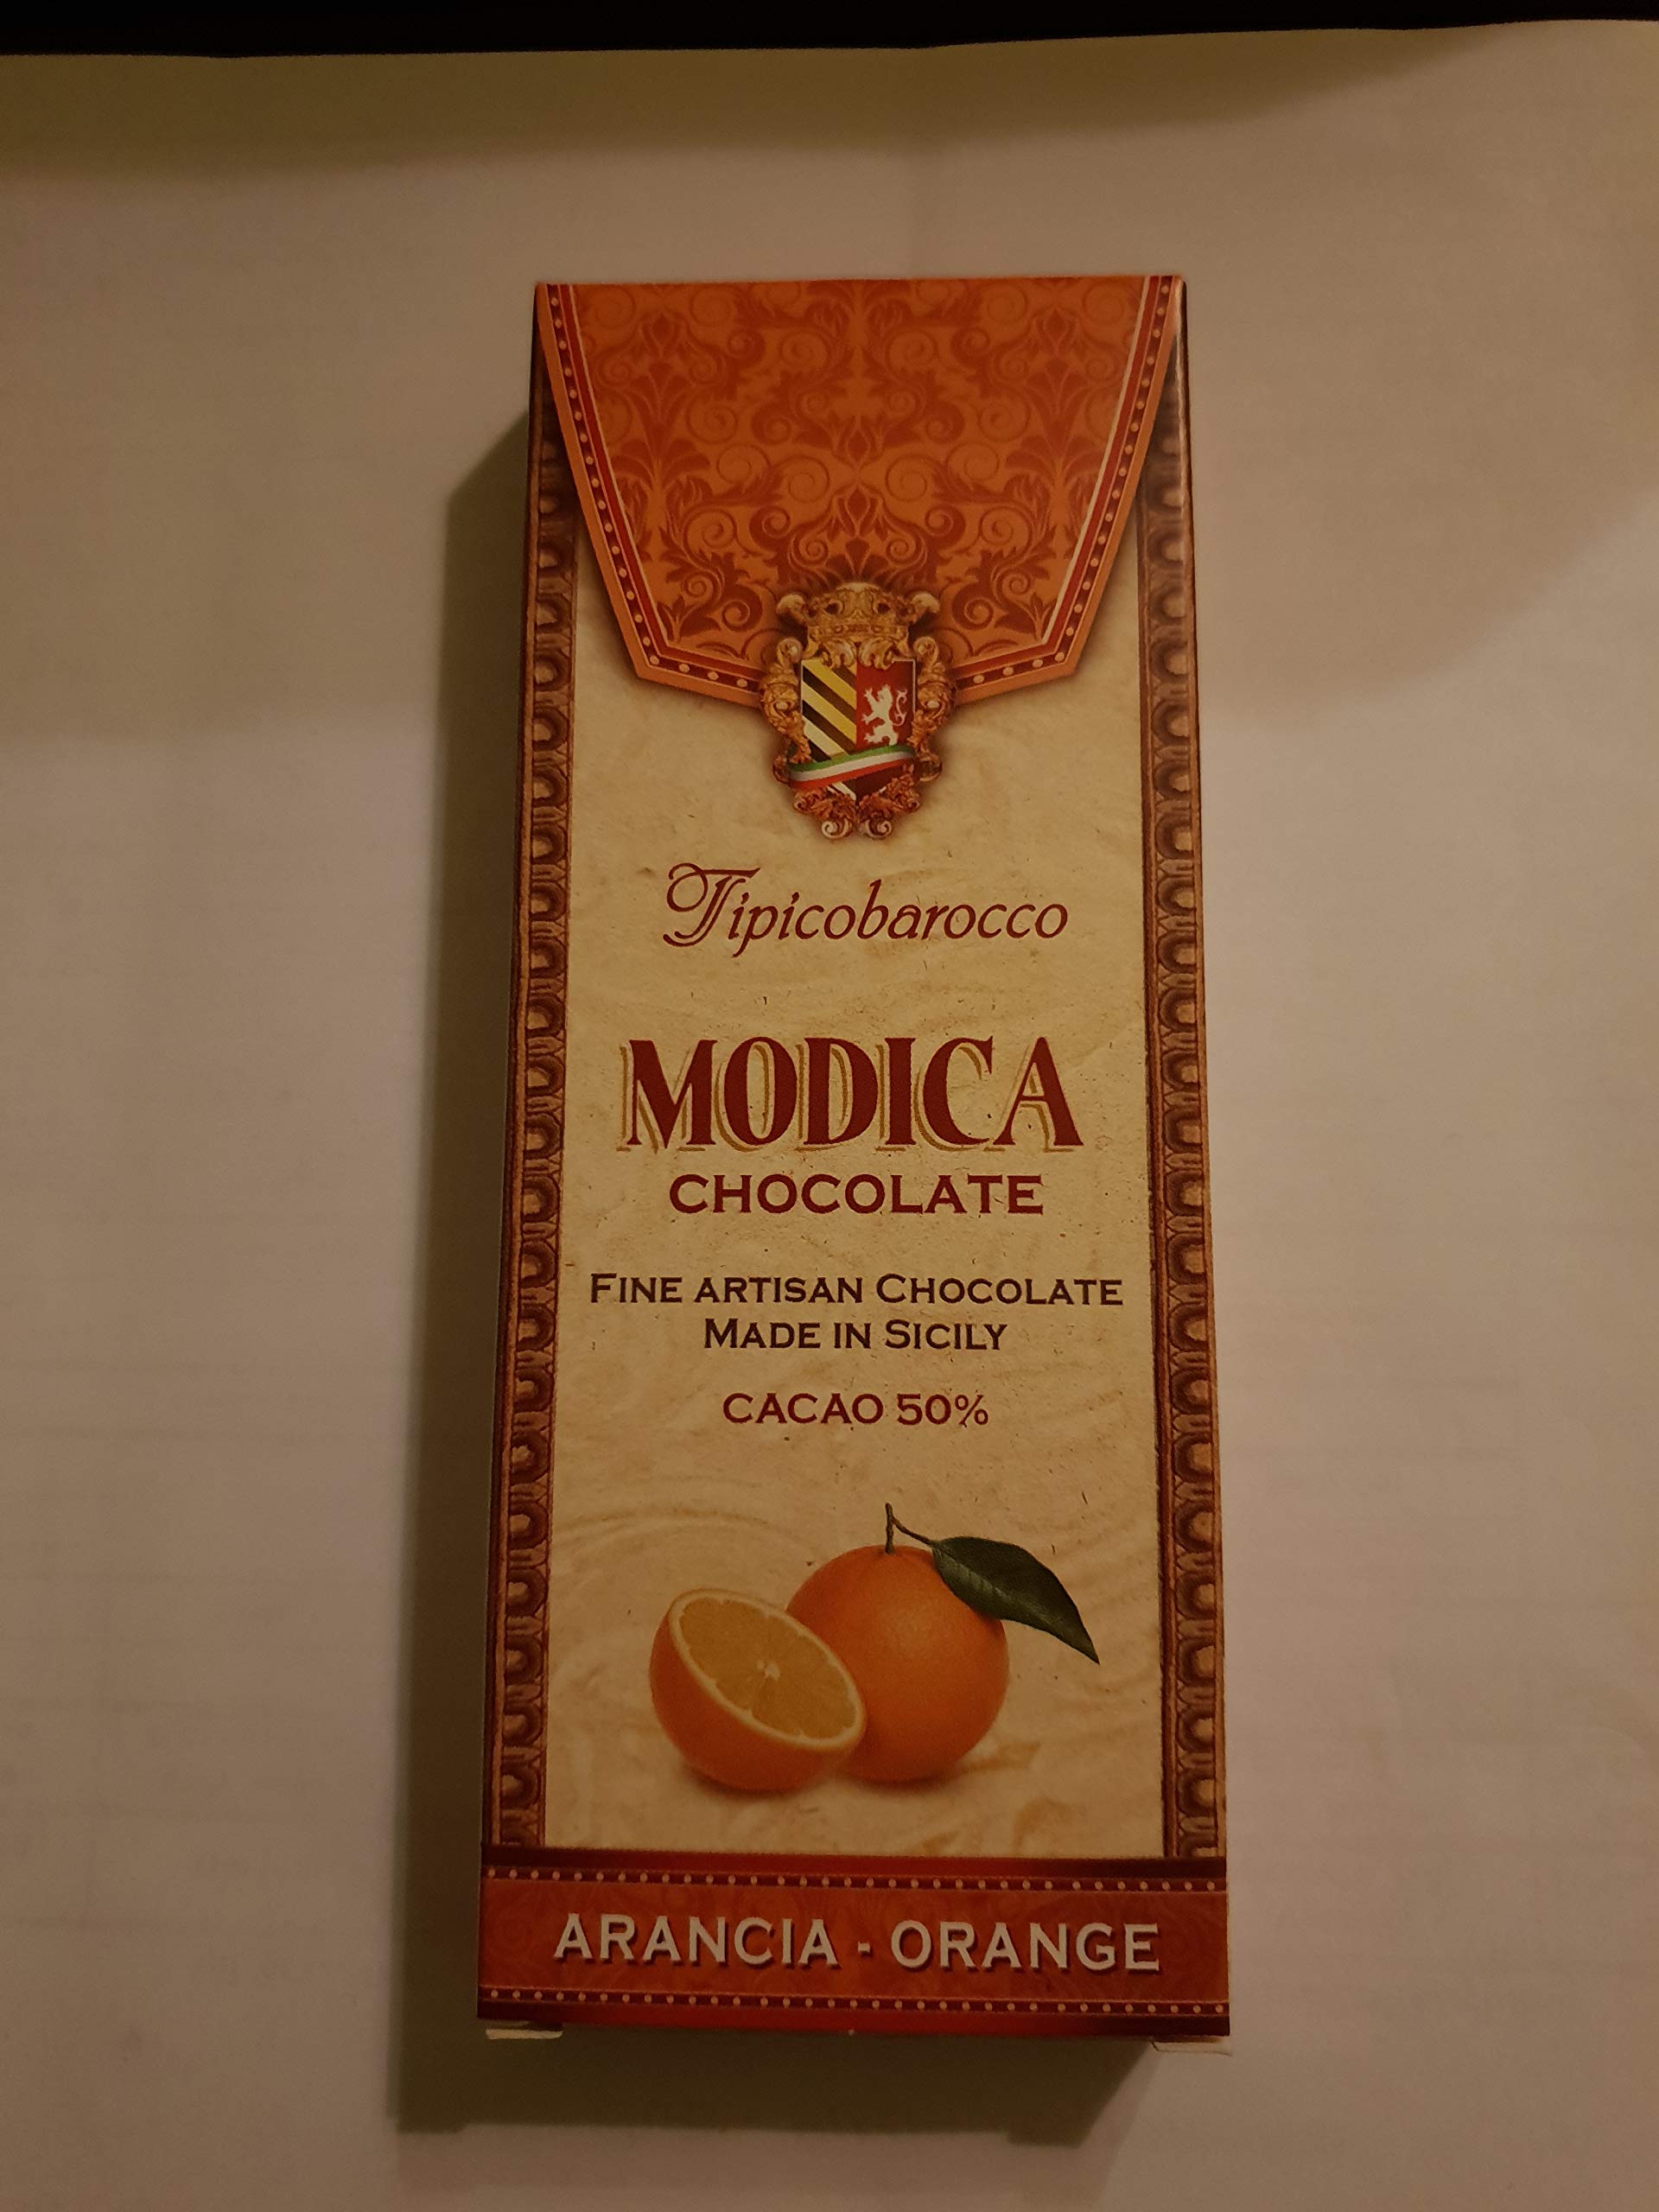 Tipicobarocco
MODICA
CHOCOLATE
FINE ARTISAN CHOCOLATE
MADE IN SICILY
CACAO 50%
ARANCIA - ORANGE